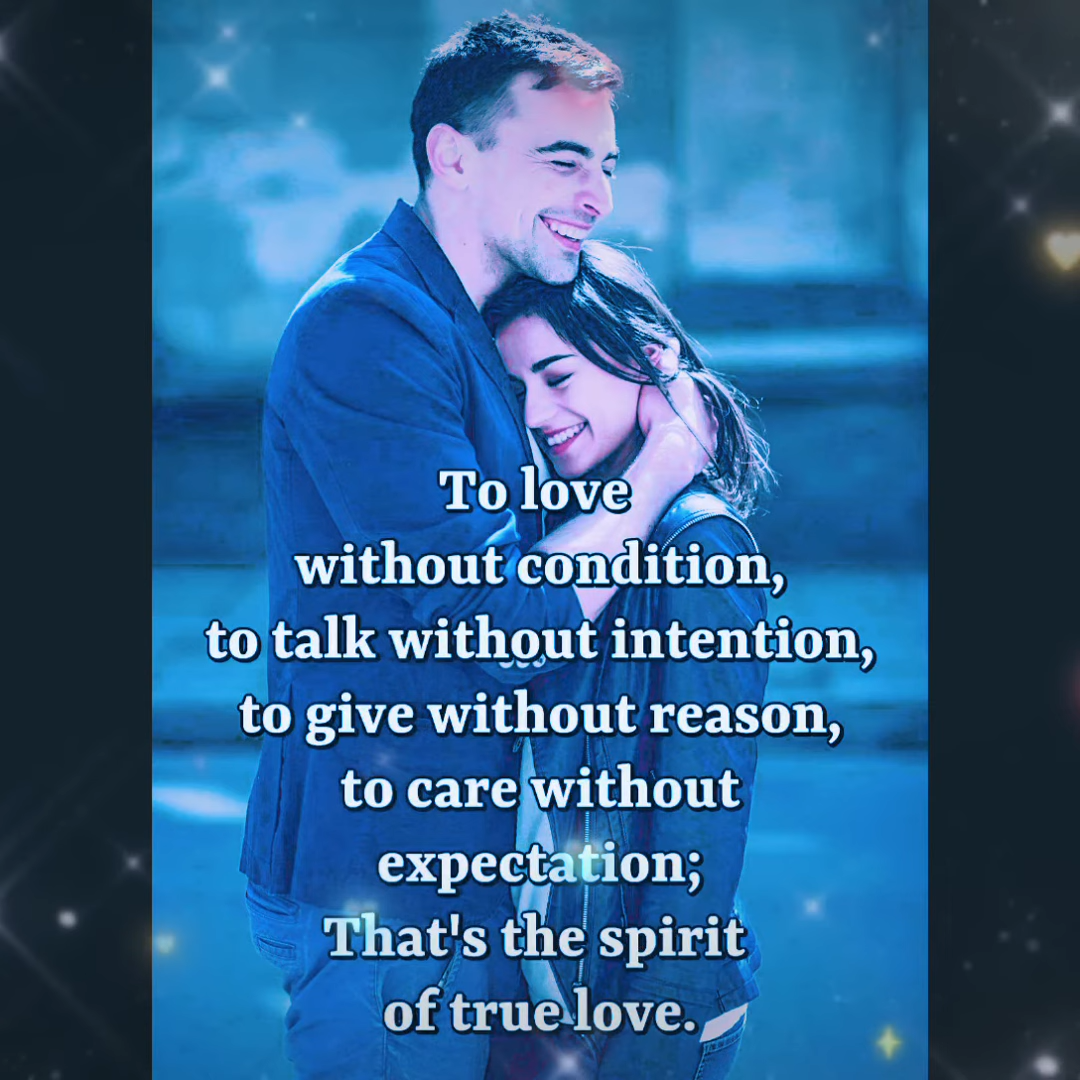 To love
without condition,
to talk without intention,
to give without reason,
to care without
expectation;
That's the spirit
of true love.